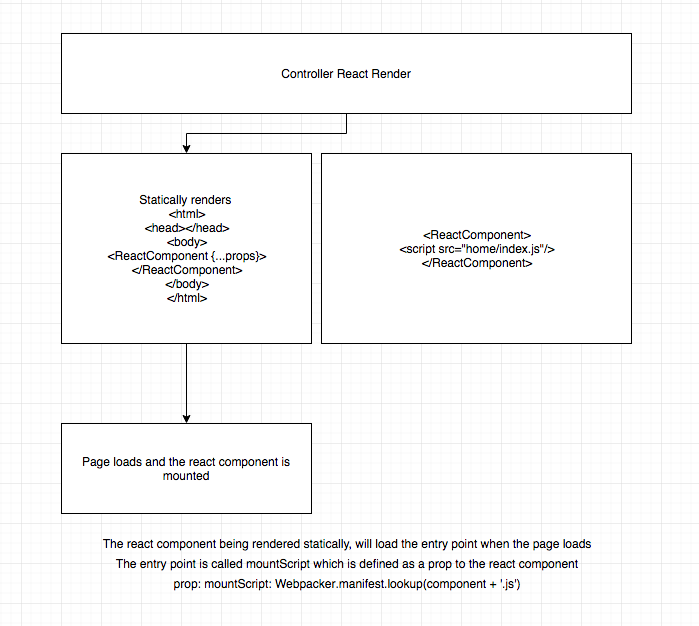 Controller React Render
Statically renders
<html>
<head></head>
<body>
<ReactComponent {...props}>
</ReactComponent>
</body>
</html>
<ReactComponent>
<script src="home/index.js"/>
</ReactComponent>
Page loads and the react component is
mounted
The react component being rendered statically, will load the entry point when the page loads
The entry point is called mountScript which is defined as a prop to the react component
prop: mountScript: Webpacker.manifest.lookup(component + '.js')